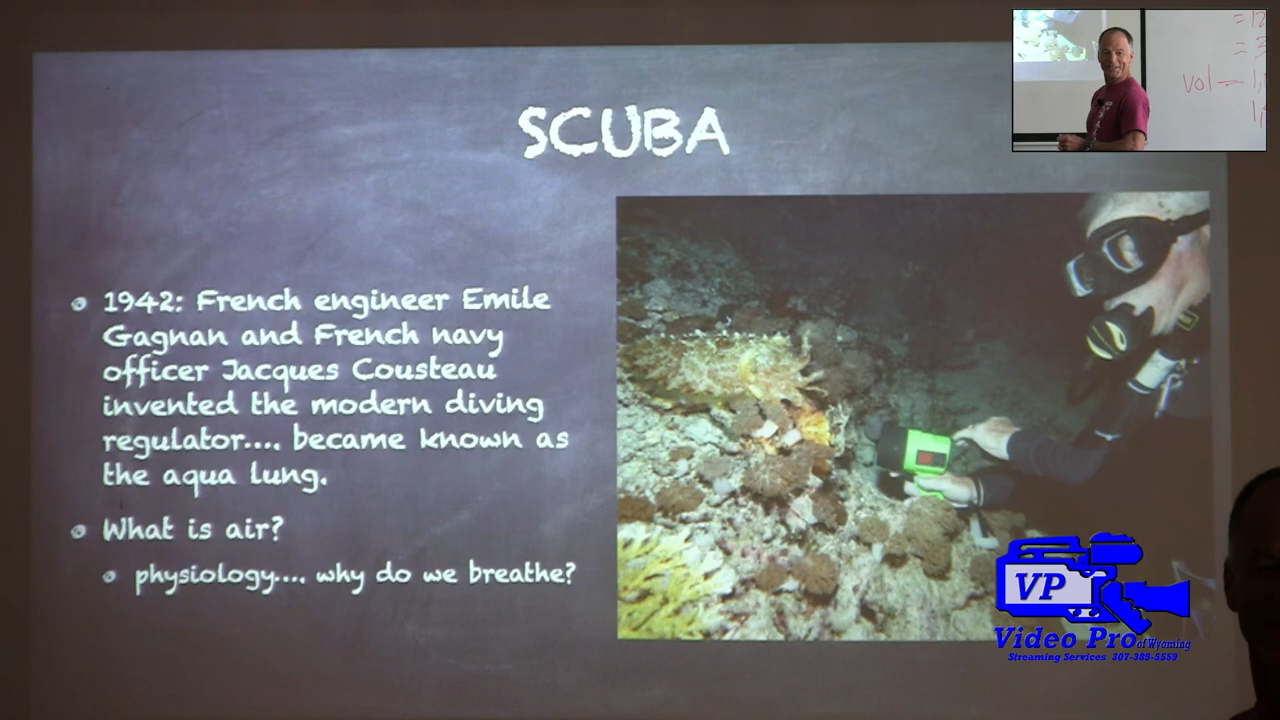 SCUBA
1942: French engineer Emile
Gagnan and French navy
officer Jacques Cousteau
invented the modern diving
regulator.... became known as
the aqua lung.
What is air?
physiology.... why do we breathe?
vol
VP
Video Pro of Wyoming
Streaming Services 307-389-5559